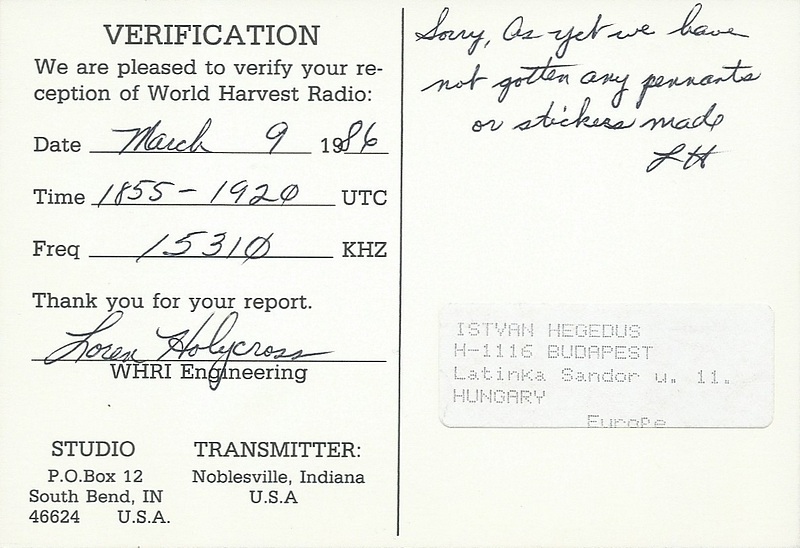 VERIFICATION
We are pleased to verify your re-
ception of World Harvest Radio:
Date March 9 1986
Time 1855 - 1920 UTC
Freq 15310 KHZ
Thank you for your report.
Loren Holycross
WHRI Engineering
STUDIO
P.O.Box 12
South Bend, IN
46624 U.S.A.
TRANSMITTER:
Noblesville, Indiana
U.S.A
Sorry, As yet we have
not gotten any pennants
or stickers made
LH
ISTVAN HEGEDUS
H-1116 BUDAPEST
Latinka Sandor u. 11.
HUNGARY
Europe